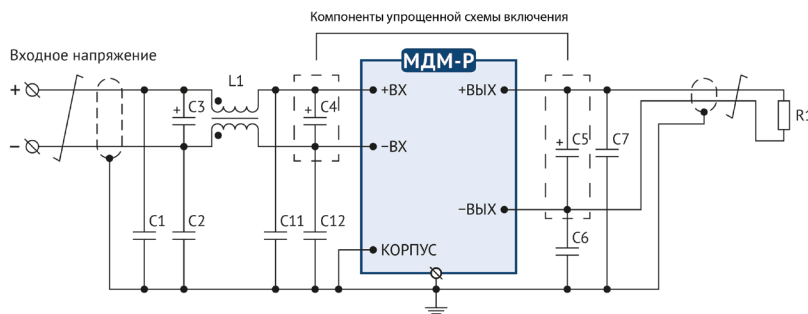 Компоненты упрощенной схемы включения
Входное напряжение
МДМ-Р
+
L1
C3
+
C4
+
+ВХ
+ВЫХ
R1
−
−ВХ
C5
+
C7
−ВЫХ
C1
C2
C11
C12
C6
КОРПУС